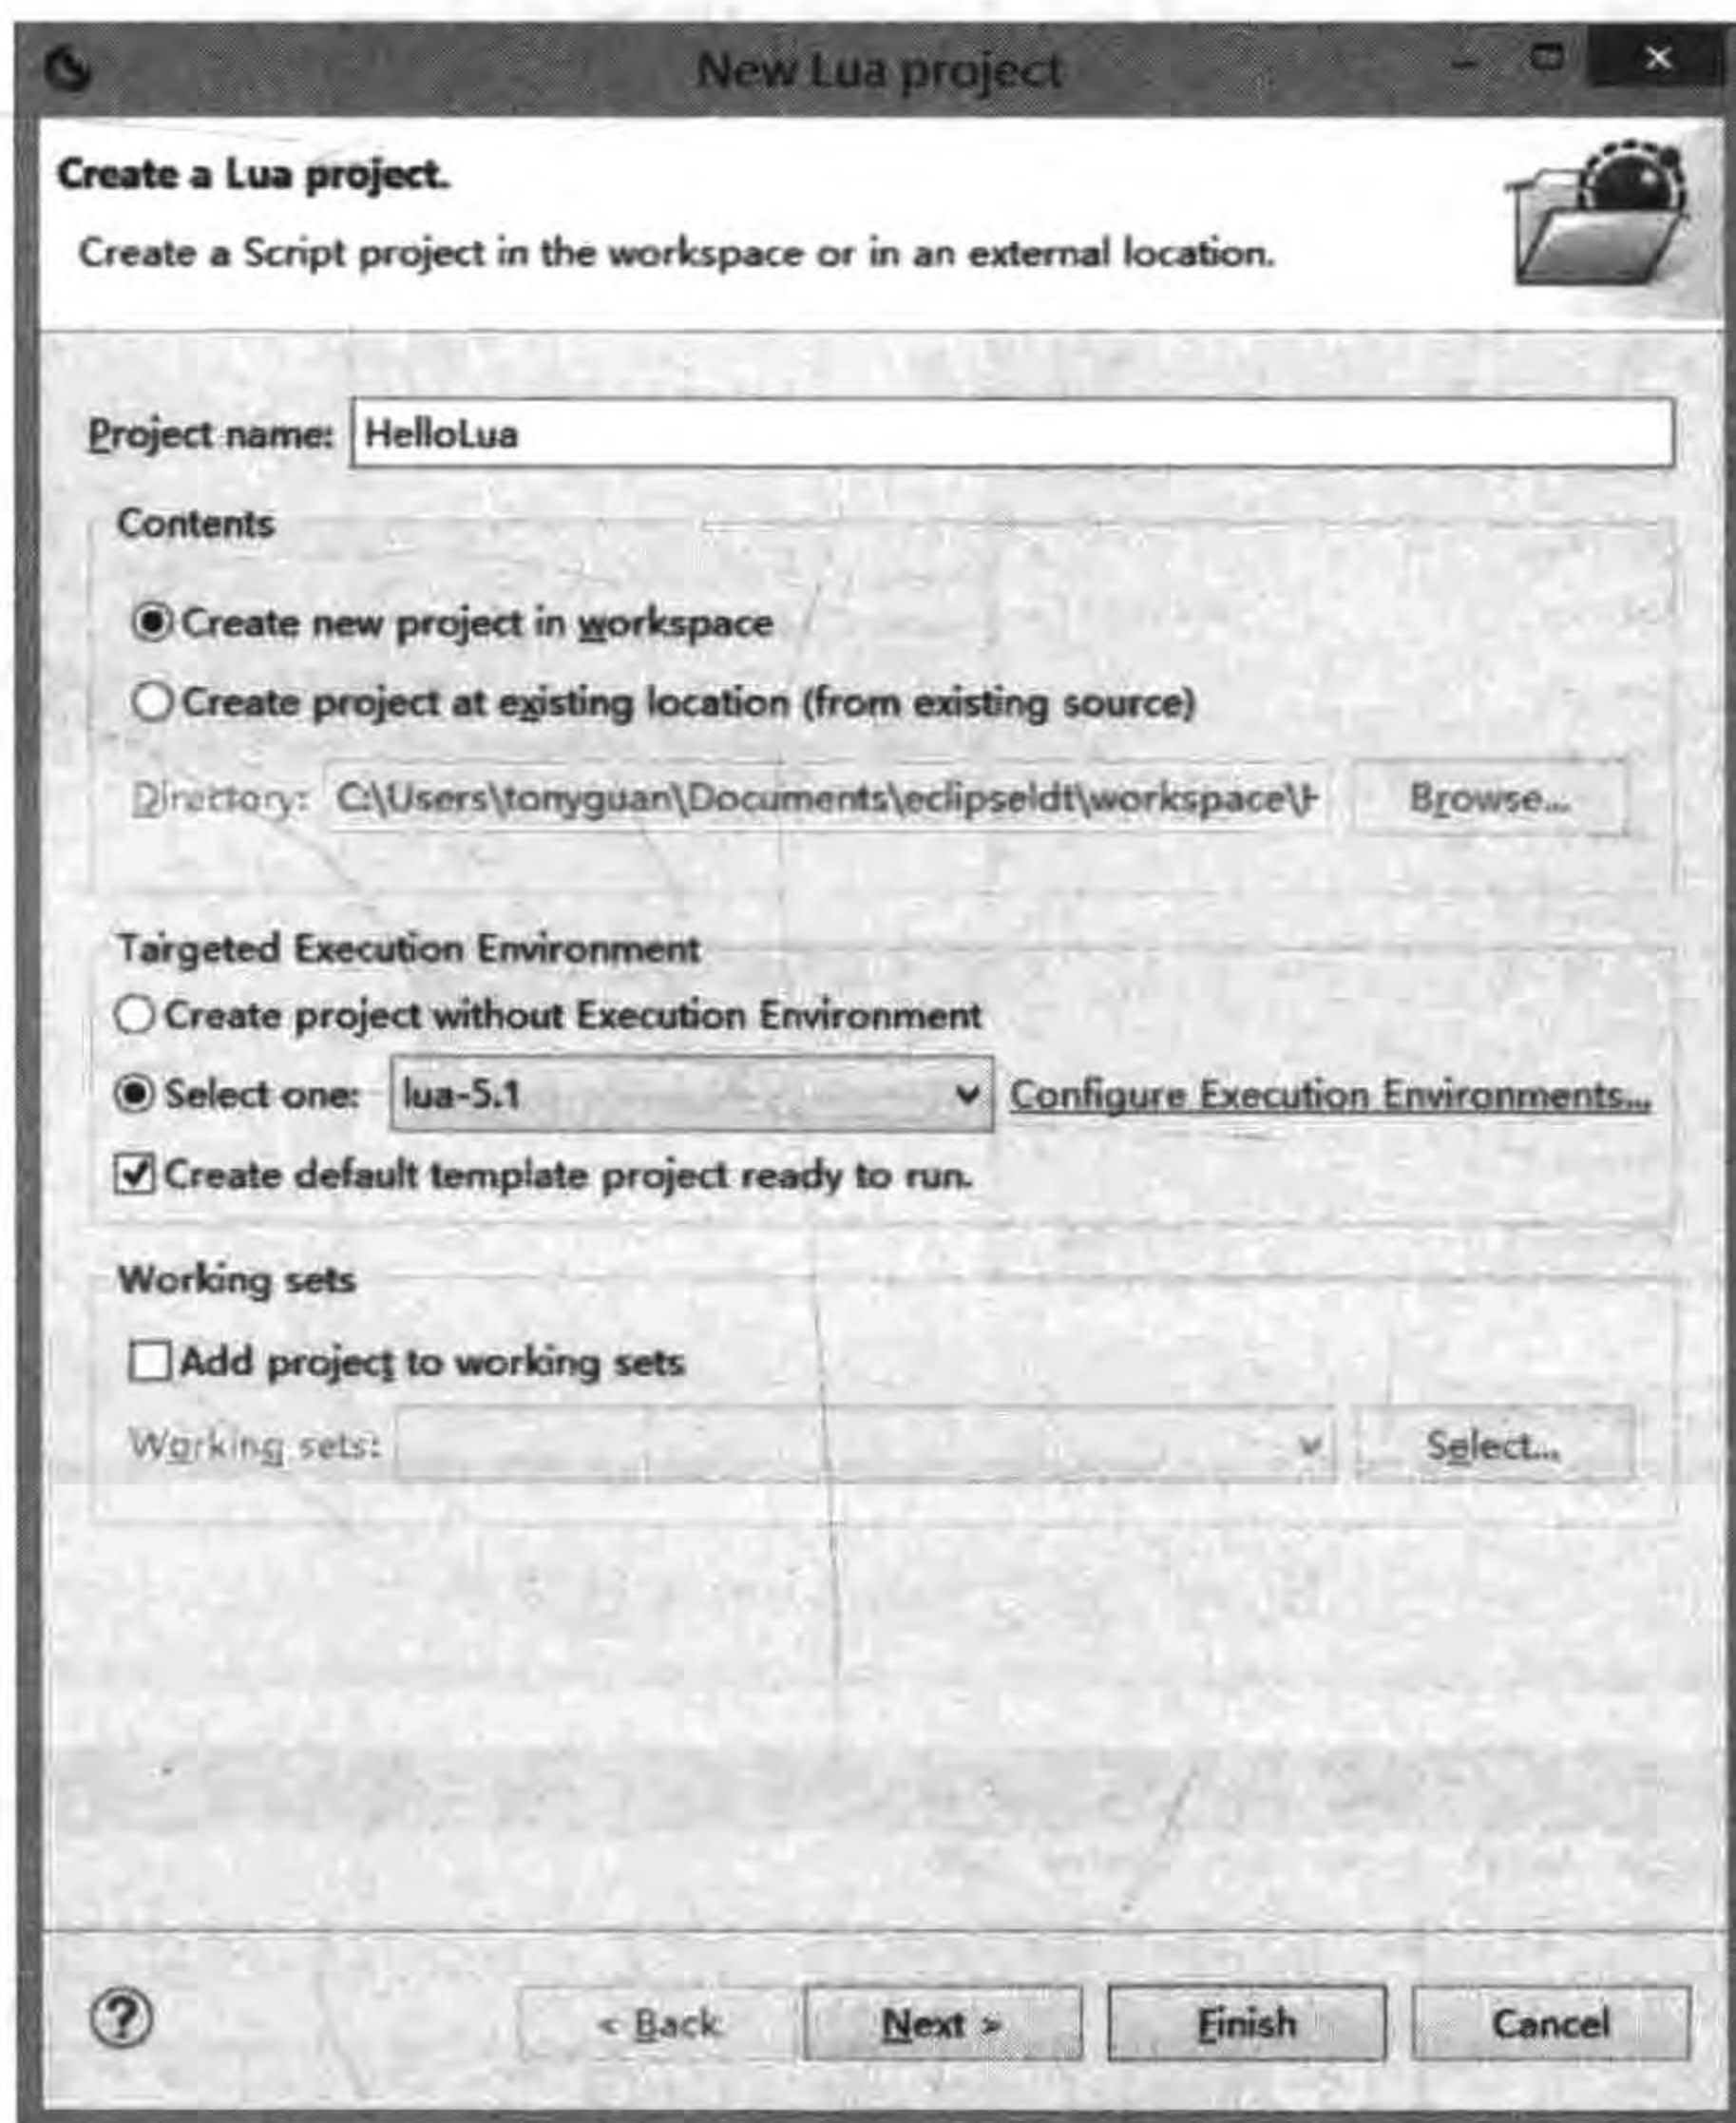 New Lua project
Create a Lua project.
Create a Script project in the workspace or in an external location.
Project name: HelloLua
Contents
Create new project in workspace
Create project at existing location (from existing source)
Directory: C:\Users\tonyguan\Documents\eclipseldt\workspace\H Browse...
Targeted Execution Environment
Create project without Execution Environment
Select one: lua-5.1 Configure Execution Environments...
Create default template project ready to run.
Working sets
Add project to working sets
Working sets: Select...
? < Back Next > Finish Cancel